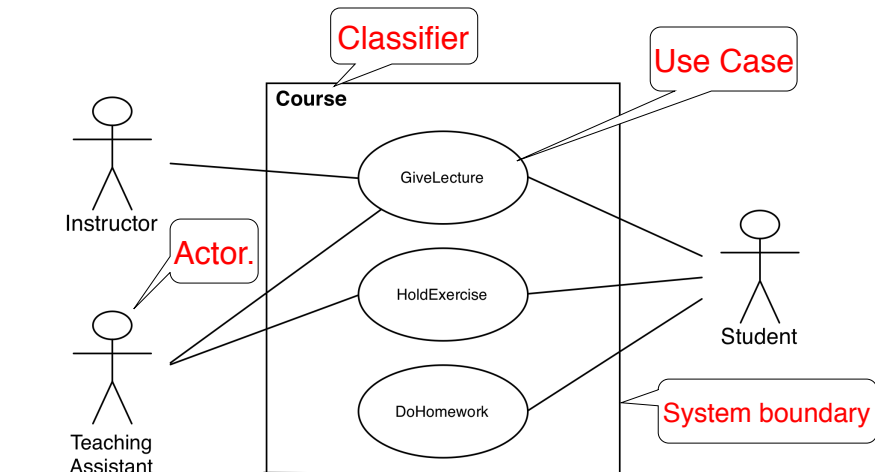 Classifier
Use Case
Course
GiveLecture
Instructor
Actor.
HoldExercise
Student
DoHomework
System boundary
Teaching
Assistant